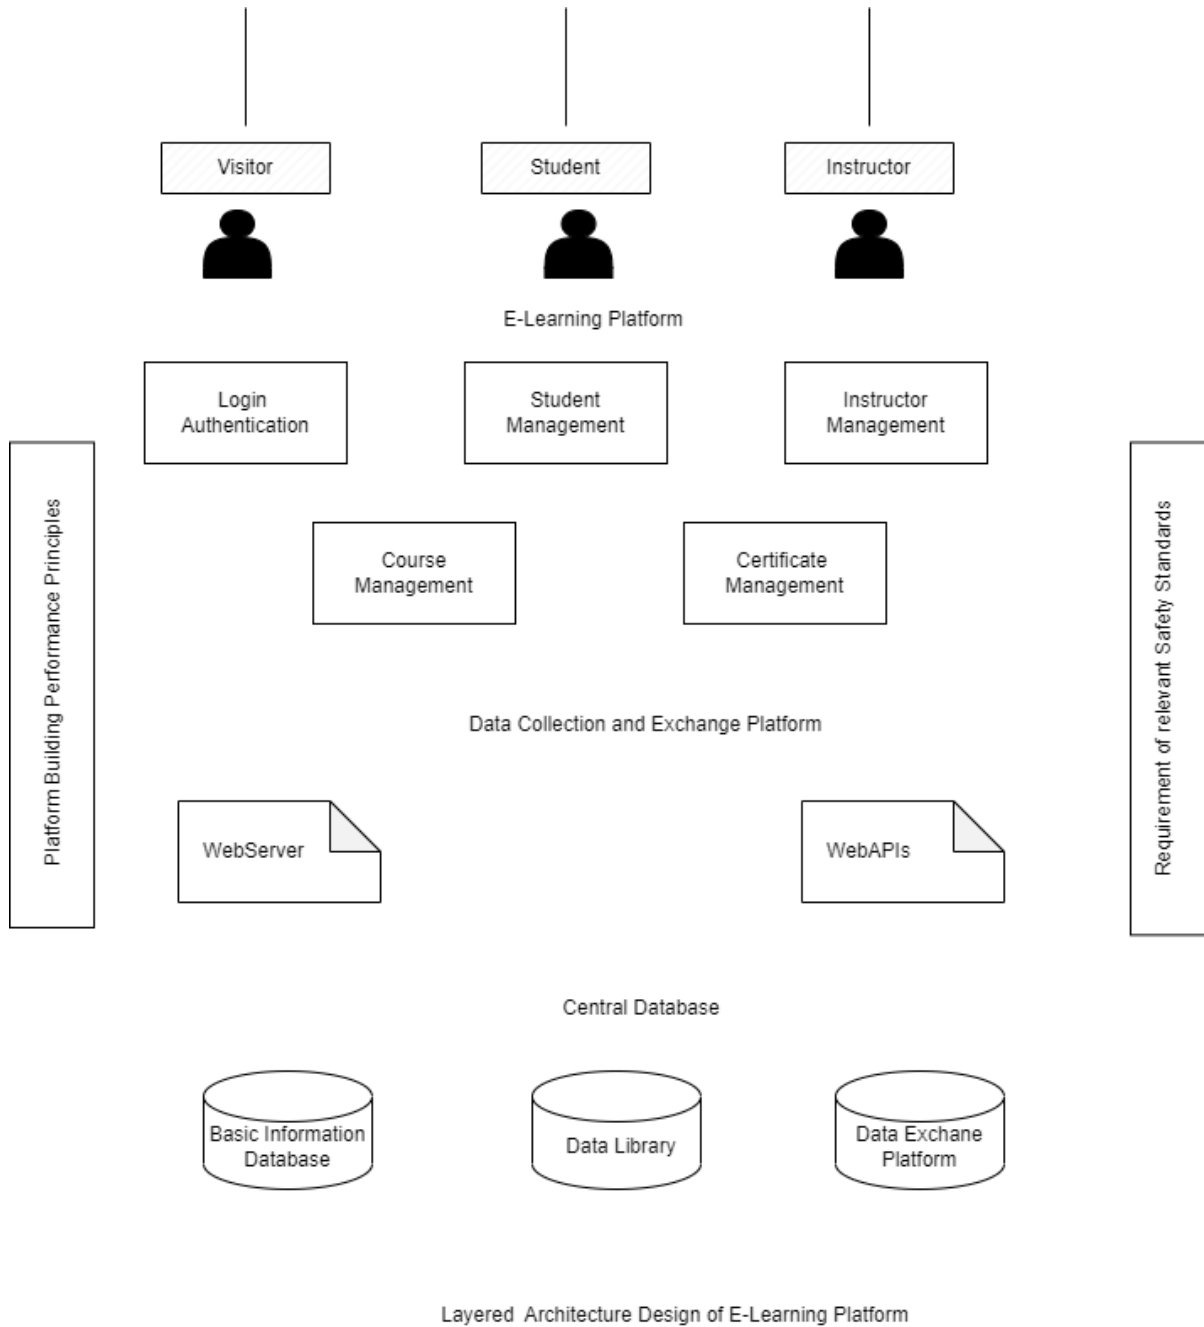 Visitor
Student
Instructor
E-Learning Platform
Login
Authentication
Student
Management
Instructor
Management
Platform Building Performance Principles
Requirement of relevant Safety Standards
Course
Management
Certificate
Management
Data Collection and Exchange Platform
WebServer
WebAPIs
Central Database
Basic Information
Database
Data Library
Data Exchane
Platform
Layered  Architecture Design of E-Learning Platform